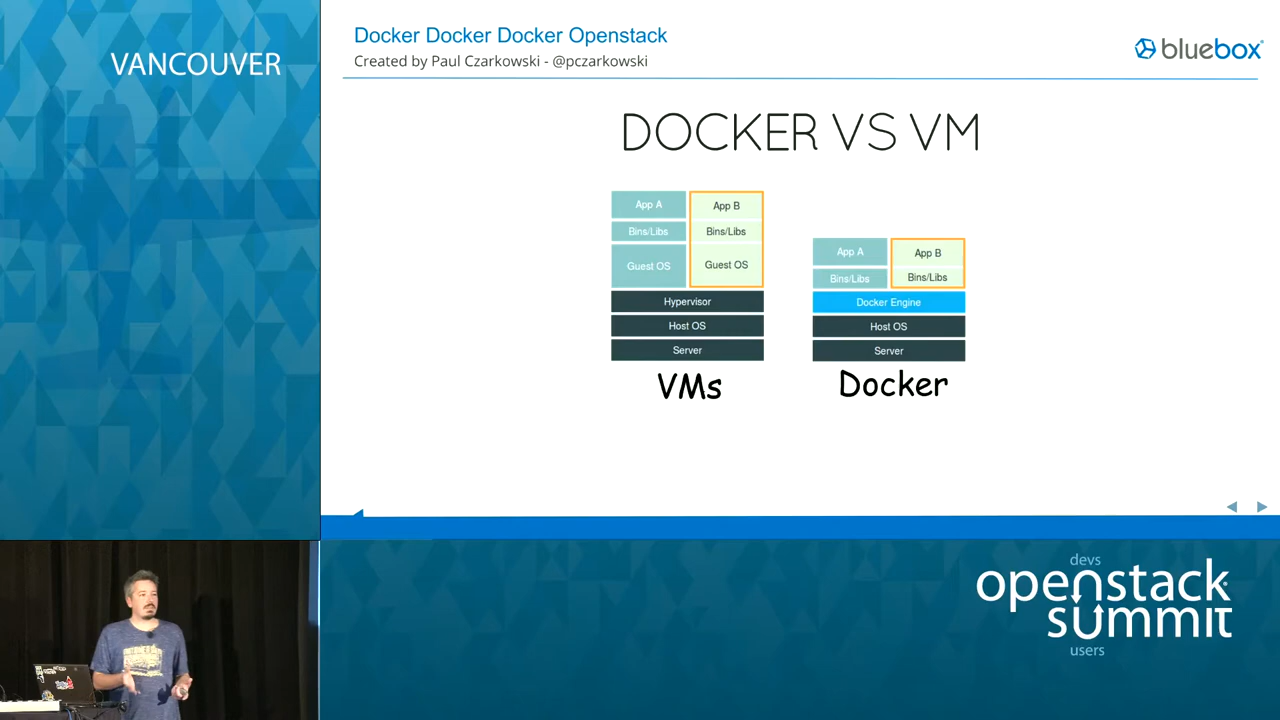 VANCOUVER
Docker Docker Docker Openstack
Created by Paul Czarkowski - @pczarkowski
bluebox
DOCKER VS VM
App A
App B
Bins/Libs
Bins/Libs
Guest OS
Guest OS
Hypervisor
Host OS
Server
VMs
App A
App B
Bins/Libs
Bins/Libs
Docker Engine
Host OS
Server
Docker
devs
openstack
summit
users